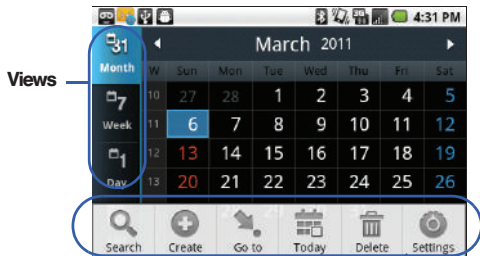 4:31 PM
31
March 2011
Month
W Sun Mon Tue Wed Thu Fri Sat
Views
7
10 27 28 1 2 3 4 5
Week
11 6 7 8 9 10 11 12
1
12 13 14 15 16 17 18 19
Day
13 20 21 22 23 24 25 26
Search Create Go to Today Delete Settings